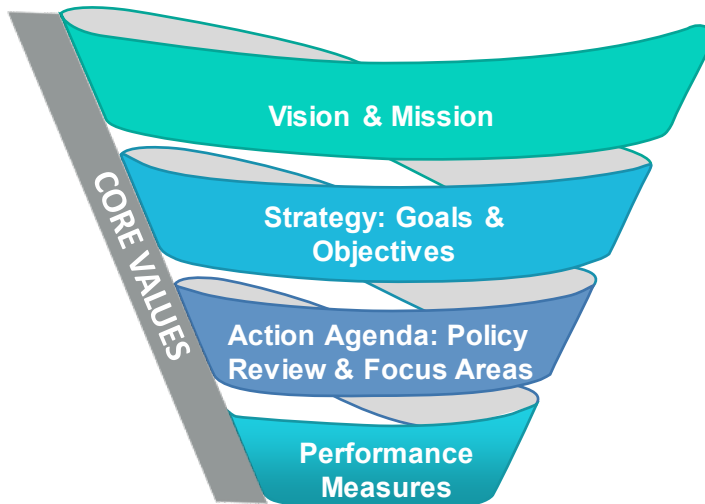 CORE VALUES
Vision & Mission
Strategy: Goals &
Objectives
Action Agenda: Policy
Review & Focus Areas
Performance
Measures